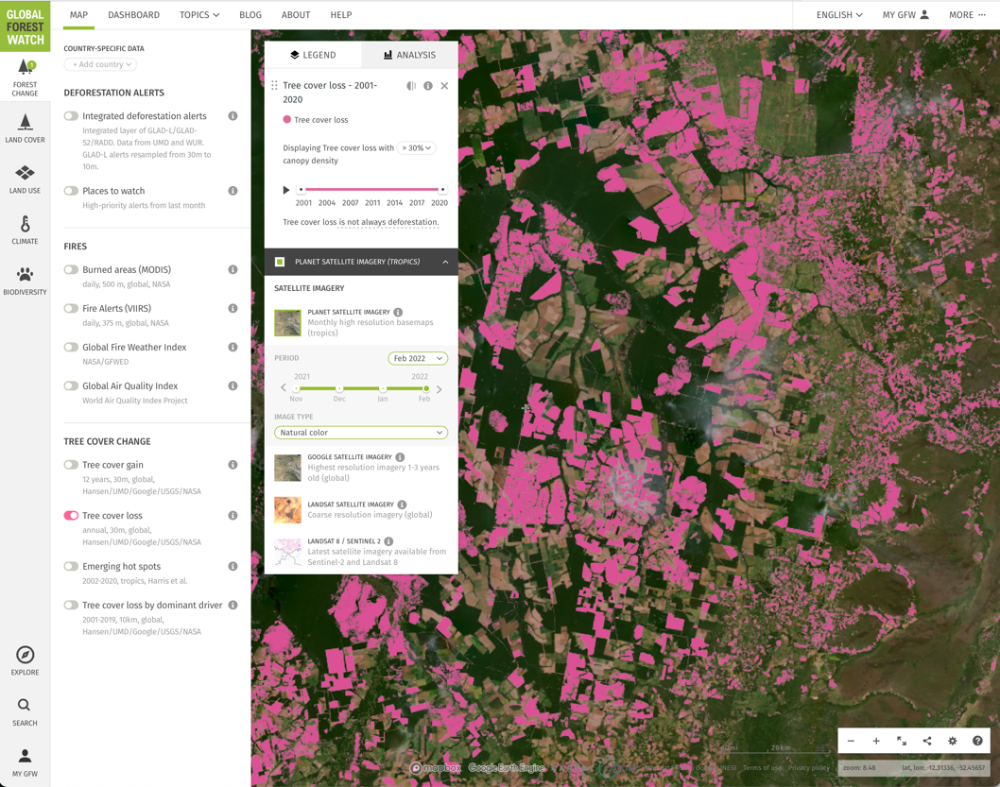 GLOBAL
FOREST
WATCH
MAP
DASHBOARD
TOPICS
BLOG
ABOUT
HELP
ENGLISH
MY GFW
MORE
1
FOREST
CHANGE
LAND COVER
LAND USE
CLIMATE
BIODIVERSITY
EXPLORE
SEARCH
MY GFW
COUNTRY-SPECIFIC DATA
+ Add country
DEFORESTATION ALERTS
Integrated deforestation alerts
Integrated layer of GLAD-L/GLAD-
S2/RADD. Data from UMD and WUR.
GLAD-L alerts resampled from 30m to
10m.
Places to watch
High-priority alerts from last month
FIRES
Burned areas (MODIS)
daily, 500 m, global, NASA
Fire Alerts (VIIRS)
daily, 375 m, global, NASA
Global Fire Weather Index
NASA/GFWED
Global Air Quality Index
World Air Quality Index Project
TREE COVER CHANGE
Tree cover gain
12 years, 30m, global,
Hansen/UMD/Google/USGS/NASA
Tree cover loss
annual, 30m, global,
Hansen/UMD/Google/USGS/NASA
Emerging hot spots
2002-2020, tropics, Harris et al.
Tree cover loss by dominant driver
2001-2019, 10km, global,
Hansen/UMD/Google/USGS/NASA
LEGEND
ANALYSIS
Tree cover loss - 2001-
2020
Tree cover loss
Displaying Tree cover loss with > 30%
canopy density
2001 2004 2007 2011 2014 2017 2020
Tree cover loss is not always deforestation.
PLANET SATELLITE IMAGERY (TROPICS)
SATELLITE IMAGERY
PLANET SATELLITE IMAGERY
Monthly high resolution basemaps
(tropics)
PERIOD
Feb 2022
2021 2022
Nov Dec Jan Feb
IMAGE TYPE
Natural color
GOOGLE SATELLITE IMAGERY
Highest resolution imagery 1-3 years
old (global)
LANDSAT SATELLITE IMAGERY
Coarse resolution imagery (global)
LANDSAT 8 / SENTINEL 2
Latest satellite imagery available from
Sentinel-2 and Landsat 8
20km
mapbox
Google Earth Engine
Terms of use
Privacy policy
zoom: 8.48
lat, lon: -12.31336, -52.45657